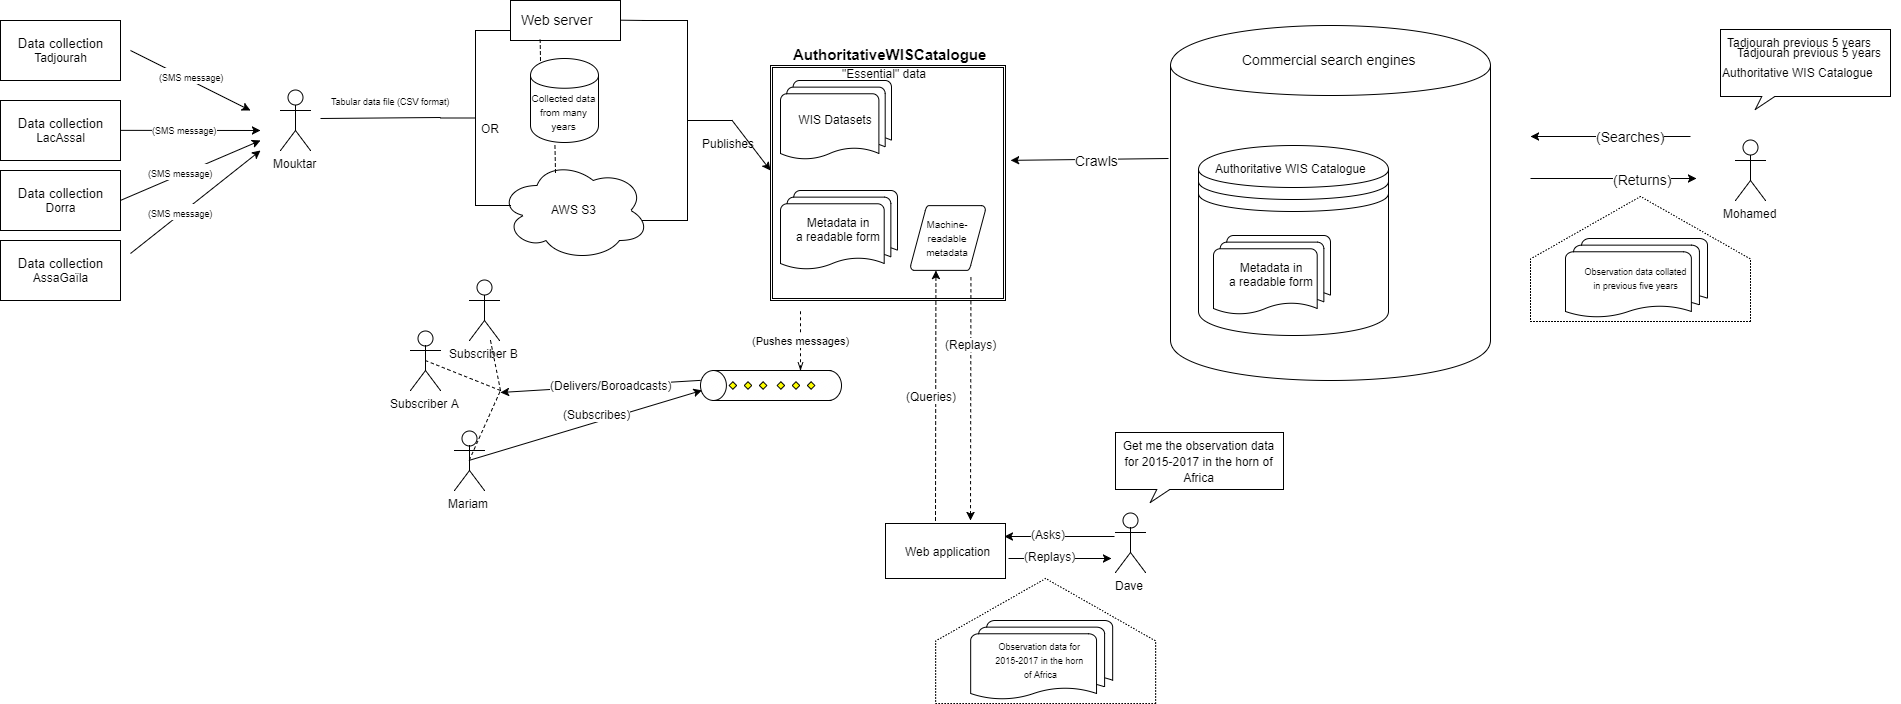 Data collection
Tadjourah
Data collection
LacAssal
Data collection
Dorra
Data collection
AssaGaïla
(SMS message)
(SMS message)
(SMS message)
(SMS message)
Mouktar
Tabular data file (CSV format)
Web server
OR
Collected data
from many
years
AWS S3
Publishes
AuthoritativeWISCatalogue
"Essential" data
WIS Datasets
Metadata in
a readable form
Machine-
readable
metadata
Crawls
Commercial search engines
Authoritative WIS Catalogue
Metadata in
a readable form
Tadjourah previous 5 years
Tadjourah previous 5 years
Authoritative WIS Catalogue
(Searches)
(Returns)
Mohamed
Observation data collated
in previous five years
Subscriber B
Subscriber A
Mariam
(Delivers/Boroadcasts)
(Subscribes)
(Pushes messages)
(Replays)
(Queries)
Get me the observation data
for 2015-2017 in the horn of
Africa
Web application
(Asks)
(Replays)
Dave
Observation data for
2015-2017 in the horn
of Africa